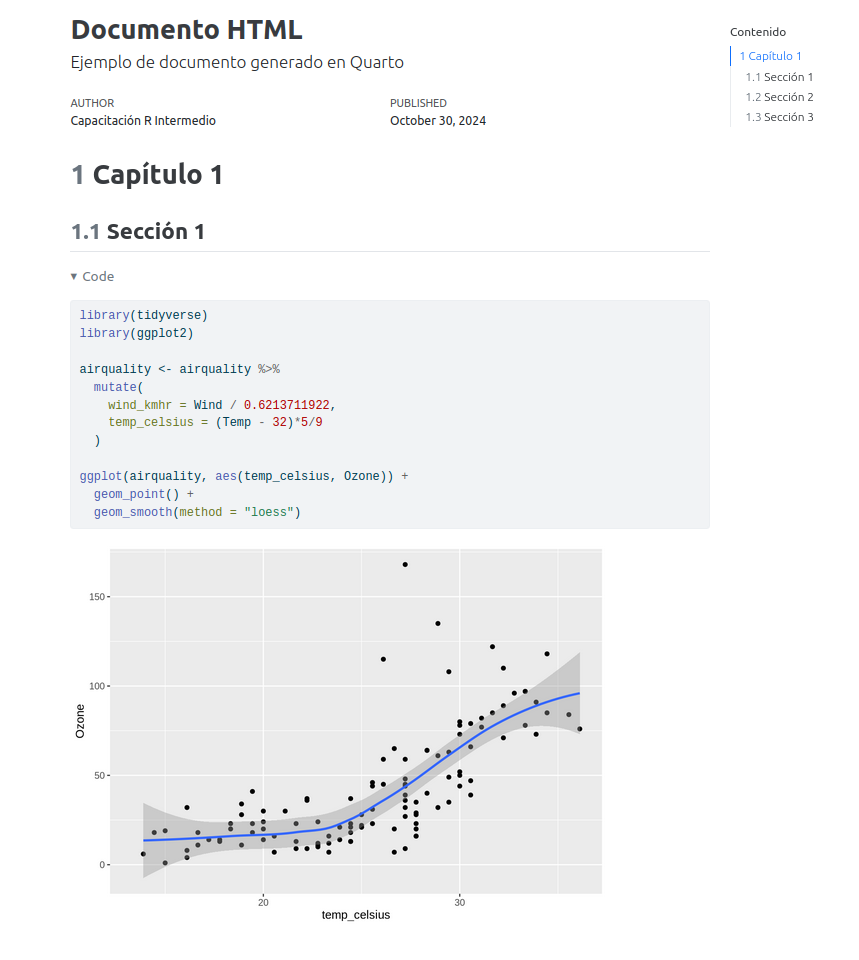 Documento HTML
Ejemplo de documento generado en Quarto
AUTHOR
Capacitación R Intermedio
PUBLISHED
October 30, 2024
Contenido
1 Capítulo 1
1.1 Sección 1
1.2 Sección 2
1.3 Sección 3
1 Capítulo 1
1.1 Sección 1
▼ Code
library(tidyverse)
library(ggplot2)
airquality <- airquality %>%
  mutate(
    wind_kmhr = Wind / 0.6213711922,
    temp_celsius = (Temp - 32)*5/9
  )
ggplot(airquality, aes(temp_celsius, Ozone)) +
  geom_point() +
  geom_smooth(method = "loess")
150
100
50
0
Ozone
20
30
temp_celsius